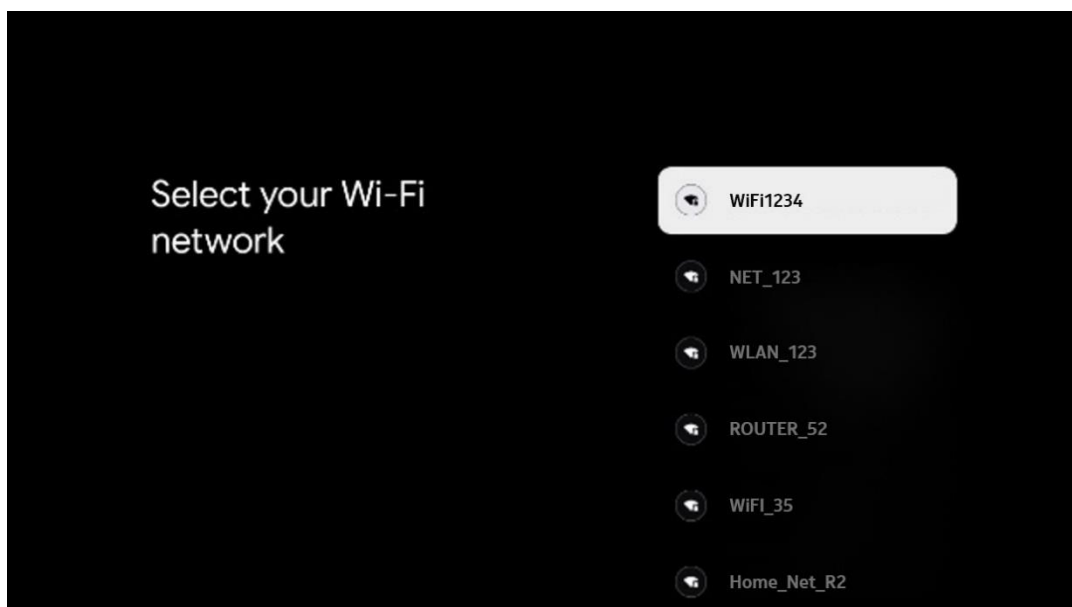 Select your Wi-Fi
network
WiFi1234
NET_123
WLAN_123
ROUTER_52
WiFI_35
Home_Net_R2